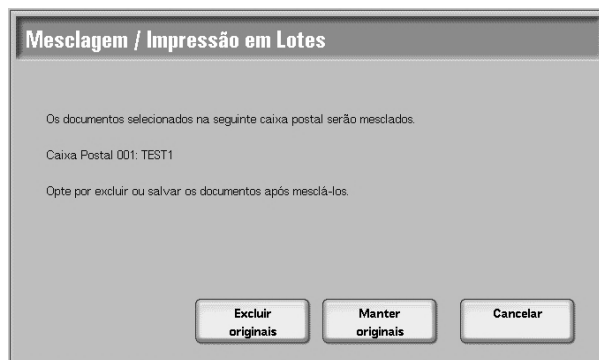 Mesclagem / Impressão em Lotes
Os documentos selecionados na seguinte caixa postal serão mesclados.
Caixa Postal 001: TEST1
Opte por excluir ou salvar os documentos após mesclá-los.
Excluir
originais
Manter
originais
Cancelar